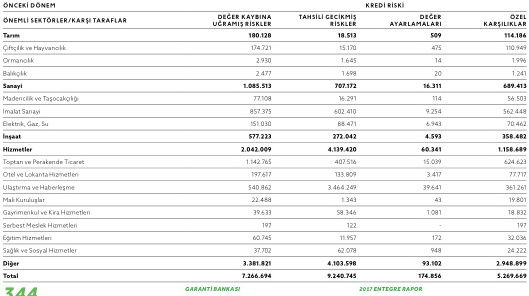 ÖNCEKİ DÖNEM KREDİ RİSKİ
ÖNEMLİ SEKTÖRLER/KARŞI TARAFLAR DEĞER KAYBINA UĞRAMIŞ RİSKLER TAHSİLİ GECİKMİŞ RİSKLER DEĞER AYARLAMALARI ÖZEL KARŞILIKLAR
Tarım 180.128 18.513 509 114.186
Çiftçilik ve Hayvancılık 174.721 15.170 475 110.949
Ormancılık 2.930 1.645 14 1.996
Balıkçılık 2.477 1.698 20 1.241
Sanayi 1.085.513 707.172 16.311 689.413
Madencilik ve Taşocakçılığı 77.108 16.291 114 56.503
İmalat Sanayi 857.375 602.410 9.254 562.448
Elektrik, Gaz, Su 151.030 88.471 6.943 70.462
İnşaat 577.223 272.042 4.593 358.482
Hizmetler 2.042.009 4.139.420 60.341 1.158.689
Toptan ve Perakende Ticaret 1.142.765 407.516 15.039 624.623
Otel ve Lokanta Hizmetleri 197.617 133.809 3.417 77.717
Ulaştırma ve Haberleşme 540.862 3.464.249 39.641 361.261
Mali Kuruluşlar 22.488 1.343 43 19.801
Gayrimenkul ve Kira Hizmetleri 39.633 58.346 1.081 18.832
Serbest Meslek Hizmetleri 197 122 - 197
Eğitim Hizmetleri 60.745 11.957 172 32.036
Sağlık ve Sosyal Hizmetler 37.702 62.078 948 24.222
Diğer 3.381.821 4.103.598 93.102 2.948.899
Total 7.266.694 9.240.745 174.856 5.269.669
344 GARANTİ BANKASI 2017 ENTEGRE RAPOR